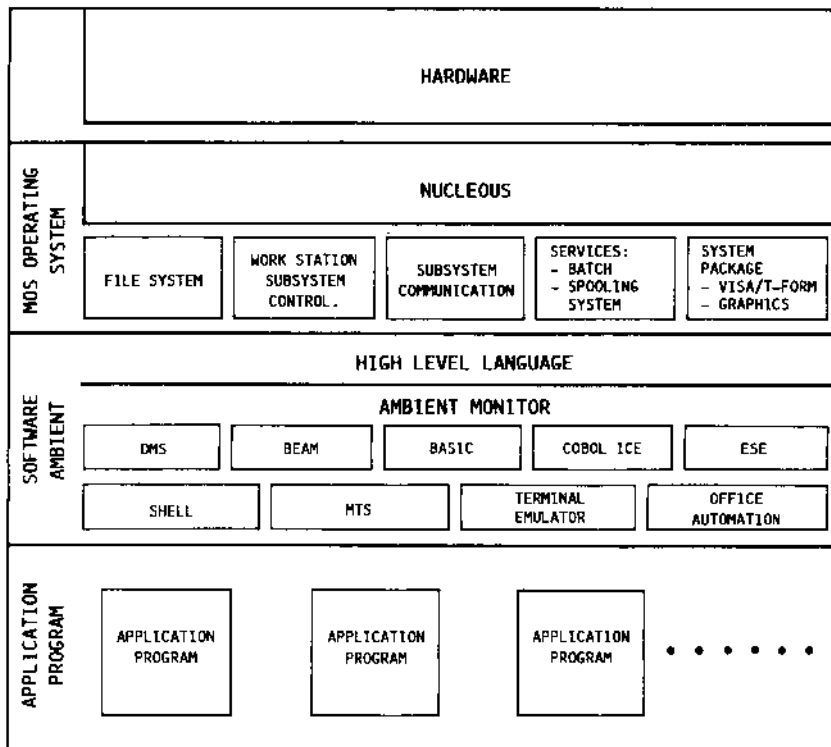 HARDWARE
MOS OPERATING
SYSTEM
NUCLEOUS
FILE SYSTEM
WORK STATION
SUBSYSTEM
CONTROL.
SUBSYSTEM
COMMUNICATION
SERVICES:
- BATCH
- SPOOLING
SYSTEM
SYSTEM
PACKAGE
- VISA/T-FORM
- GRAPHICS
SOFTWARE
AMBIENT
HIGH LEVEL LANGUAGE
AMBIENT MONITOR
DMS
BEAM
BASIC
COBOL ICE
ESE
SHELL
MTS
TERMINAL
EMULATOR
OFFICE
AUTOMATION
APPLICATION
PROGRAM
APPLICATION
PROGRAM
APPLICATION
PROGRAM
APPLICATION
PROGRAM